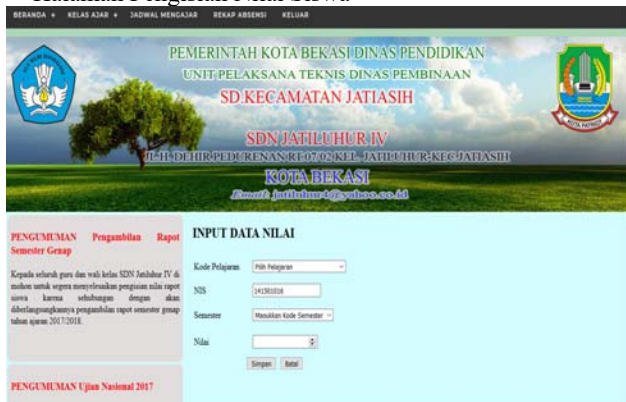 Halaman Pengisian Nilai Siswa
BERANDA + KELAS AJAR + JADWAL MENGAJAR REKAP ABSENSI KELUAR
PEMERINTAH KOTA BEKASI DINAS PENDIDIKAN
UNIT PELAKSANA TEKNIS DINAS PEMBINAAN
SD.KECAMATAN JATIASIH
SDN JATILUHUR IV
JL.H. DEHIR.PEDURENAN RT.07/02 KEL. JATILUHUR-KEC.JATIASIH
KOTA BEKASI
Email: jatiluhur4@yahoo.co.id
KOTA PATRIOT
PENGUMUMAN Pengambilan Rapot
Semester Genap
Kepada seluruh guru dan wali kelas SDN Jatiluhur IV di
mohon untuk segera menyelesaikan pengisian nilai rapot
siswa karena sehubungan dengan akan
diberlangsungkannya pengambilan rapot semester genap
tahun ajaran 2017/2018.
PENGUMUMAN Ujian Nasional 2017
INPUT DATA NILAI
Kode Pelajaran Pilih Pelajaran
NIS 141501016
Semester Masukkan Kode Semester
Nilai
Simpan Batal